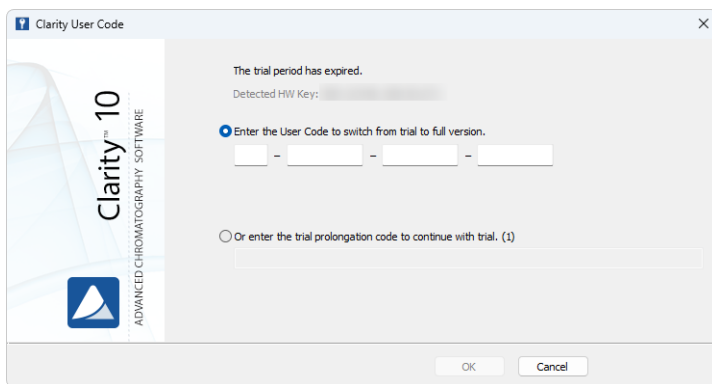 Clarity User Code
The trial period has expired.
Detected HW Key:
Enter the User Code to switch from trial to full version.
– – –
Or enter the trial prolongation code to continue with trial. (1)
Clarity™ 10
ADVANCED CHROMATOGRAPHY SOFTWARE
OK Cancel